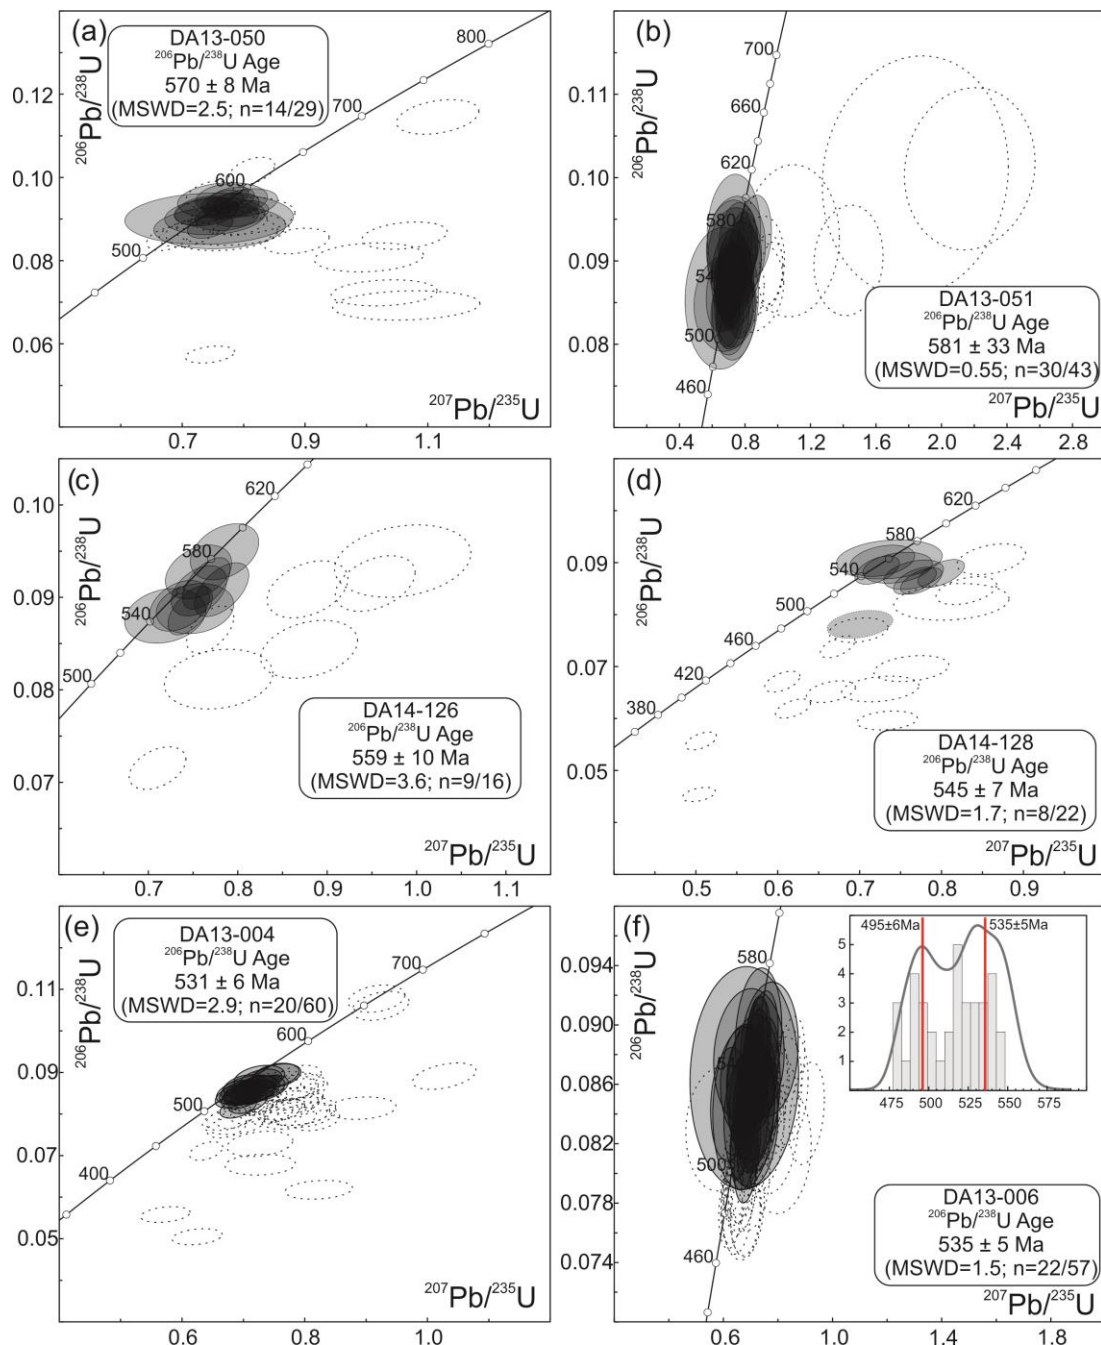 (a)
DA13-050
²⁰⁶Pb/²³⁸U Age
570 ± 8 Ma
(MSWD=2.5; n=14/29)
²⁰⁶Pb/²³⁸U
0.12
0.10
0.08
0.06
500
600
700
800
²⁰⁷Pb/²³⁵U
0.7 0.9 1.1
(b)
²⁰⁶Pb/²³⁸U
0.11
0.10
0.09
0.08
700
660
620
580
500
460
DA13-051
²⁰⁶Pb/²³⁸U Age
581 ± 33 Ma
(MSWD=0.55; n=30/43)
²⁰⁷Pb/²³⁵U
0.4 0.8 1.2 1.6 2.0 2.4 2.8
(c)
²⁰⁶Pb/²³⁸U
0.10
0.09
0.08
0.07
620
580
540
500
DA14-126
²⁰⁶Pb/²³⁸U Age
559 ± 10 Ma
(MSWD=3.6; n=9/16)
²⁰⁷Pb/²³⁵U
0.7 0.8 0.9 1.0 1.1
(d)
²⁰⁶Pb/²³⁸U
0.09
0.07
0.05
620
580
540
500
460
420
380
DA14-128
²⁰⁶Pb/²³⁸U Age
545 ± 7 Ma
(MSWD=1.7; n=8/22)
²⁰⁷Pb/²³⁵U
0.5 0.6 0.7 0.8 0.9
(e)
DA13-004
²⁰⁶Pb/²³⁸U Age
531 ± 6 Ma
(MSWD=2.9; n=20/60)
²⁰⁶Pb/²³⁸U
0.11
0.09
0.07
0.05
700
600
500
400
²⁰⁷Pb/²³⁵U
0.6 0.8 1.0
(f)
²⁰⁶Pb/²³⁸U
0.094
0.090
0.086
0.082
0.078
0.074
580
500
460
495±6Ma
535±5Ma
5
4
3
2
1
475 500 525 550 575
DA13-006
²⁰⁶Pb/²³⁸U Age
535 ± 5 Ma
(MSWD=1.5; n=22/57)
²⁰⁷Pb/²³⁵U
0.6 1.0 1.4 1.8